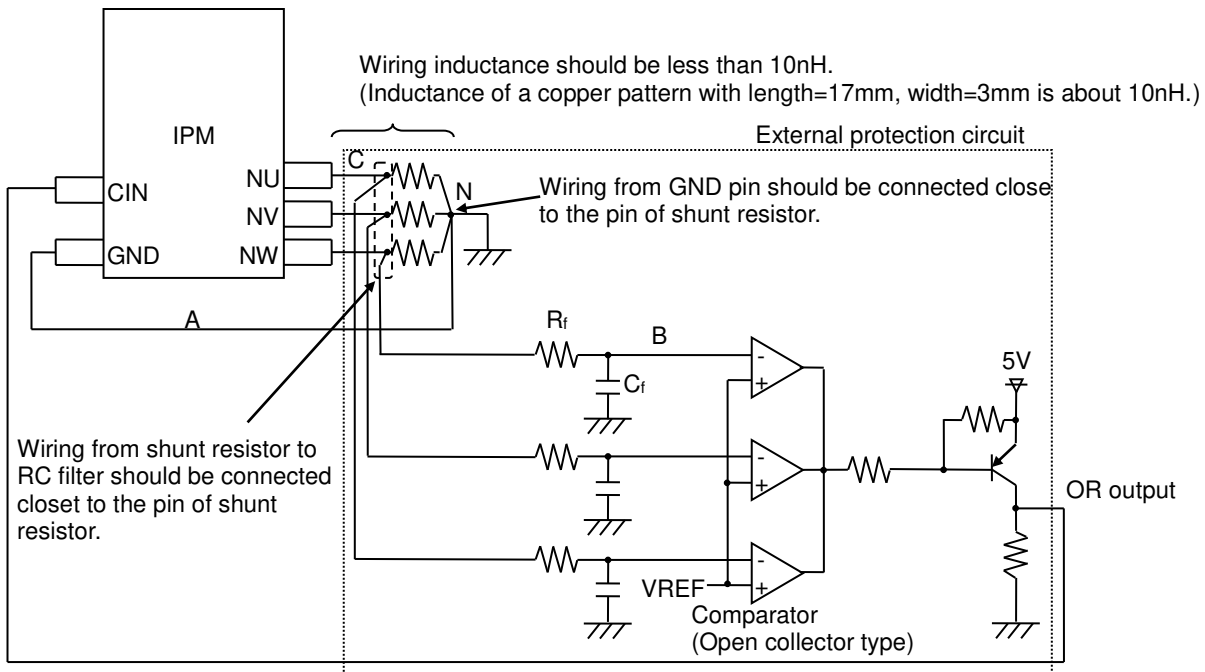 Wiring inductance should be less than 10nH.
(Inductance of a copper pattern with length=17mm, width=3mm is about 10nH.)
IPM
External protection circuit
C
NU
N
CIN
Wiring from GND pin should be connected close
to the pin of shunt resistor.
NV
GND
NW
A
Rf
B
-
+
5V
Cf
Wiring from shunt resistor to
RC filter should be connected
closet to the pin of shunt
resistor.
-
+
OR output
-
+
VREF
Comparator
(Open collector type)